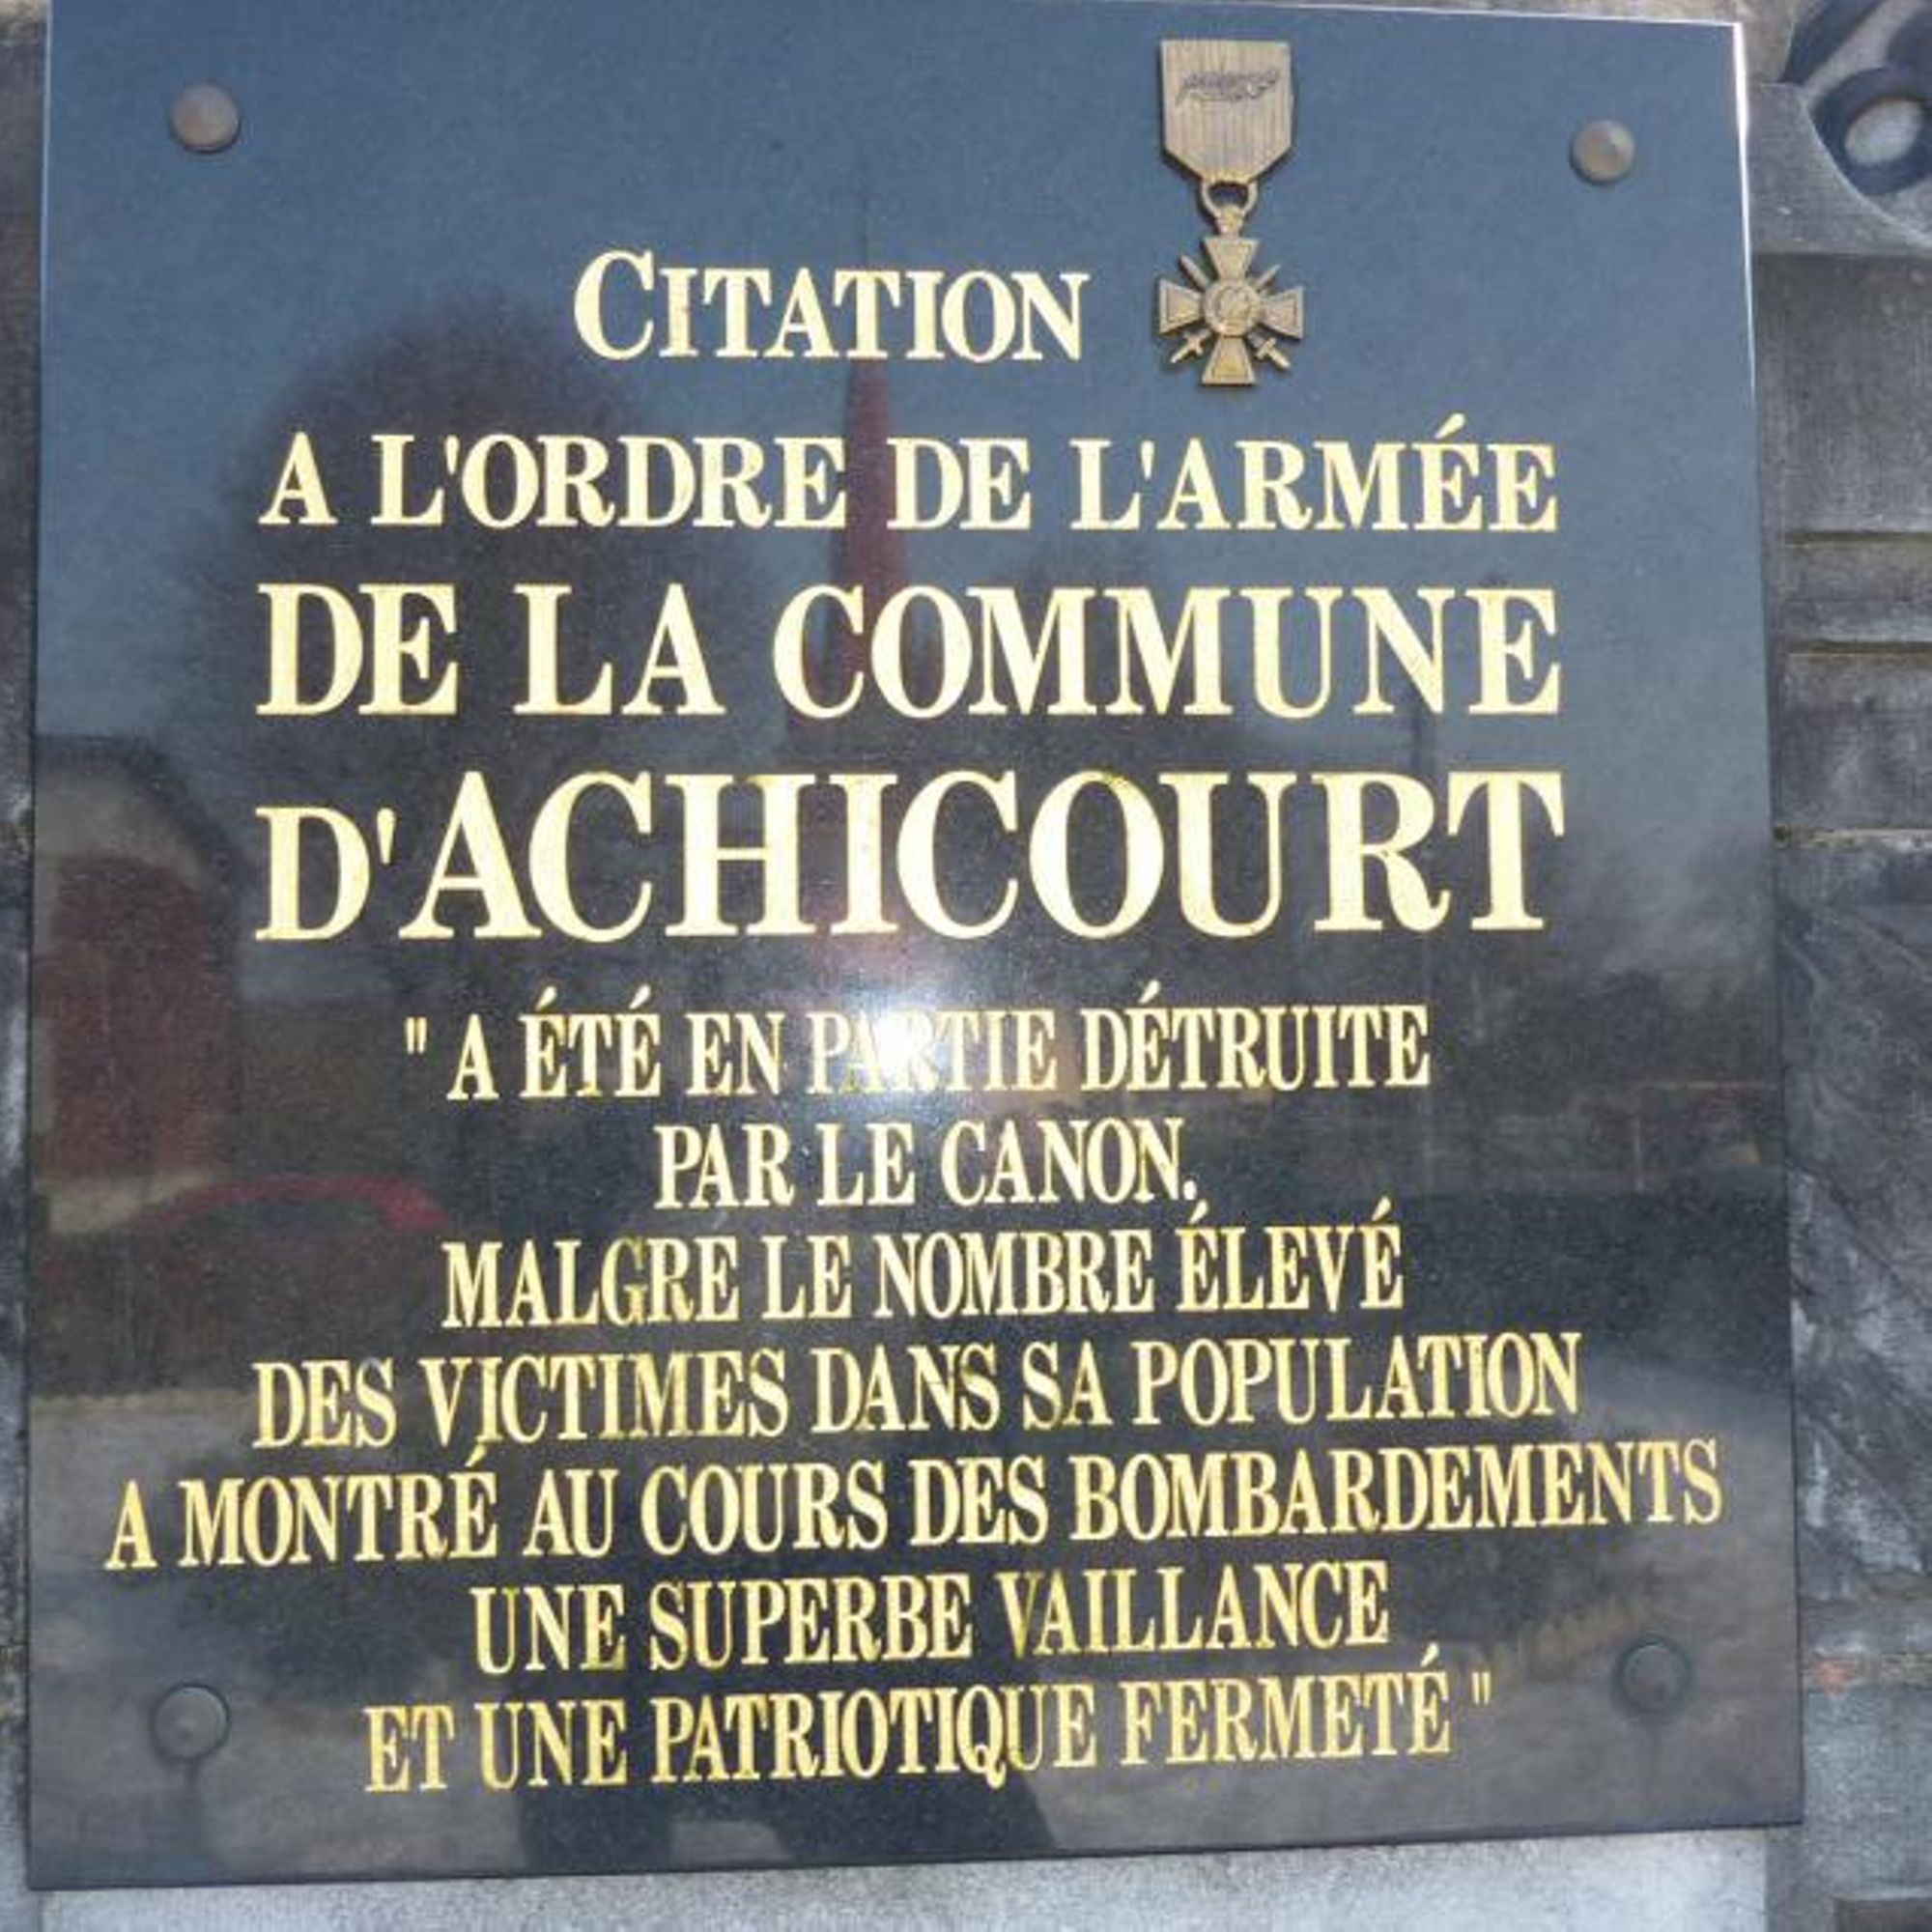 CITATION
A L'ORDRE DE L'ARMÉE
DE LA COMMUNE
D'ACHICOURT
" A ÉTÉ EN PARTIE DÉTRUITE
PAR LE CANON.
MALGRE LE NOMBRE ÉLEVÉ
DES VICTIMES DANS SA POPULATION
A MONTRÉ AU COURS DES BOMBARDEMENTS
UNE SUPERBE VAILLANCE
ET UNE PATRIOTIQUE FERMETÉ "